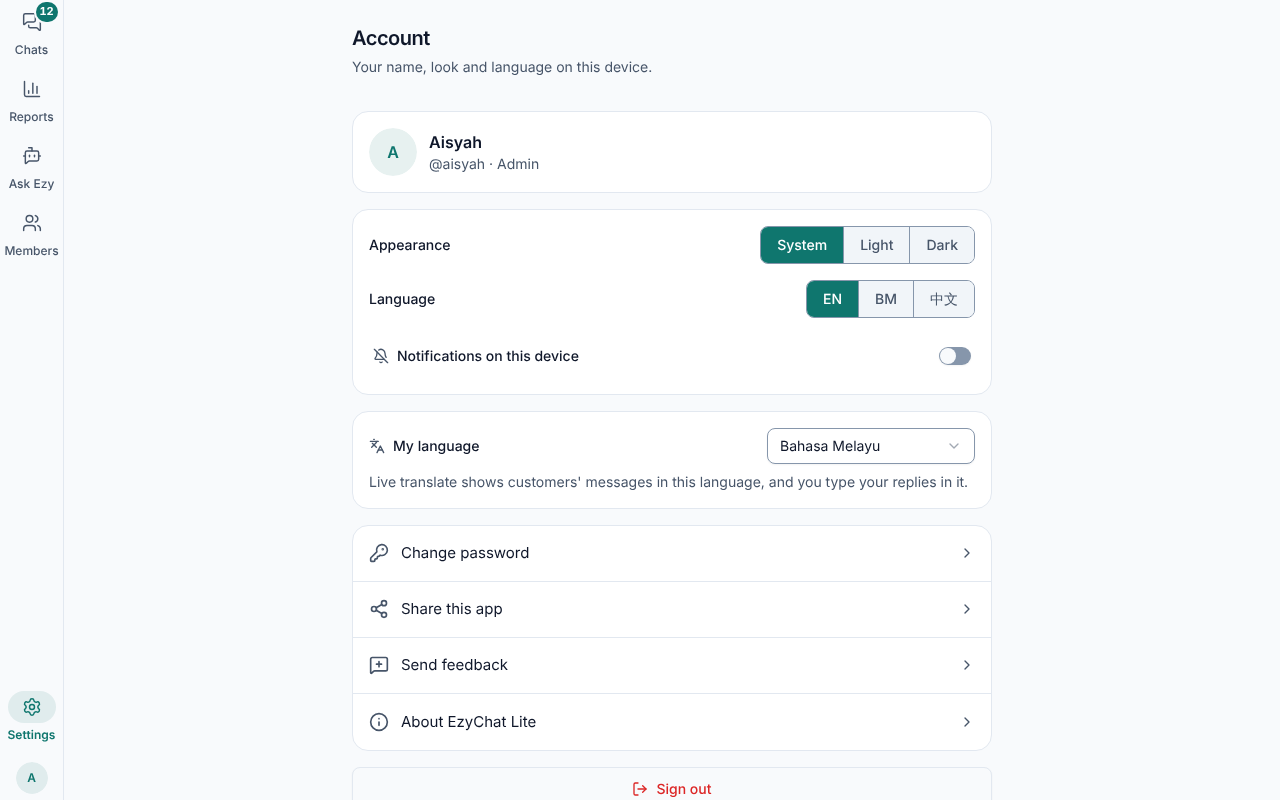 12
Chats
Reports
Ask Ezy
Members
Settings
A
Account
Your name, look and language on this device.
A
Aisyah
@aisyah · Admin
Appearance
System
Light
Dark
Language
EN
BM
中文
Notifications on this device
My language
Bahasa Melayu
Live translate shows customers' messages in this language, and you type your replies in it.
Change password
Share this app
Send feedback
About EzyChat Lite
Sign out